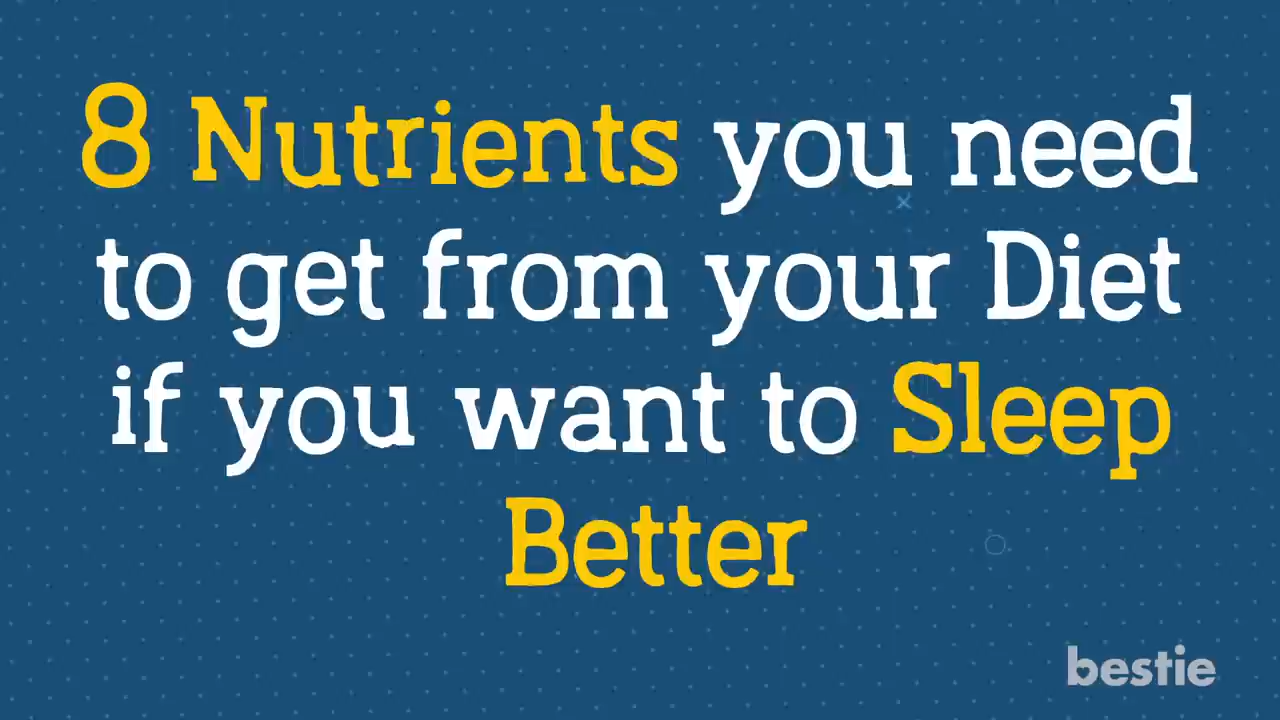 8 Nutrients you need
to get from your Diet
if you want to Sleep
Better
bestie